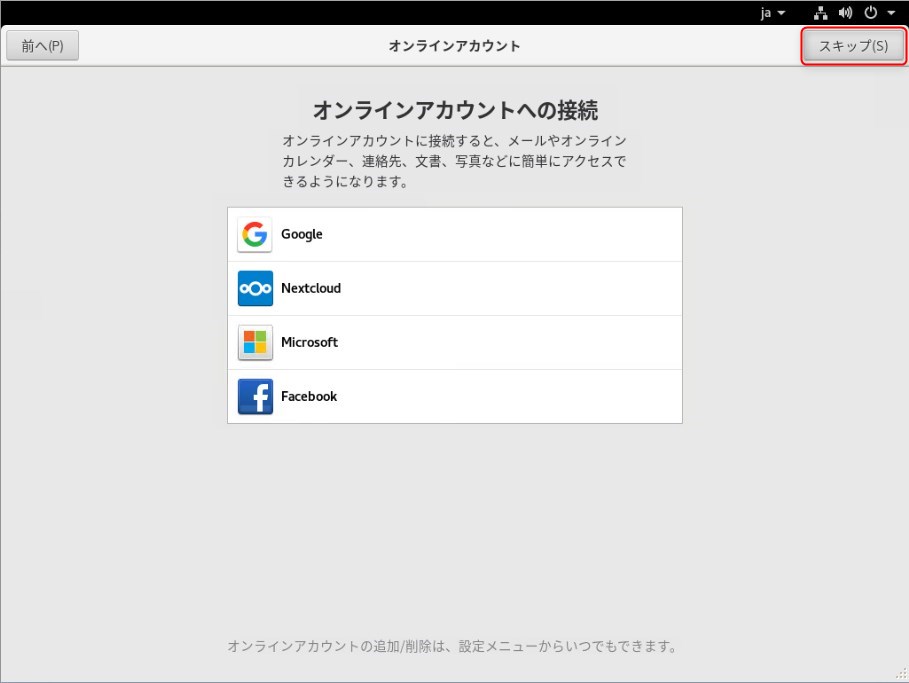 ja
前へ(P)
オンラインアカウント
スキップ(S)
オンラインアカウントへの接続
オンラインアカウントに接続すると、メールやオンライン
カレンダー、連絡先、文書、写真などに簡単にアクセスで
きるようになります。
Google
Nextcloud
Microsoft
Facebook
オンラインアカウントの追加/削除は、設定メニューからいつでもできます。